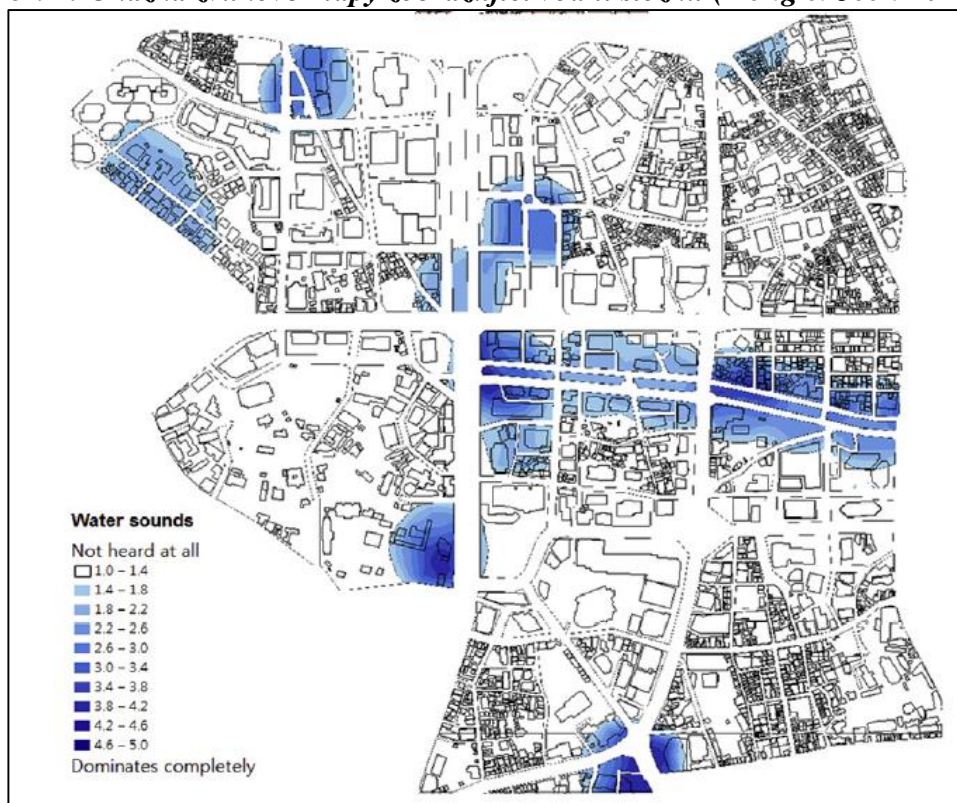 Water sounds
Not heard at all
1.0 – 1.4
1.4 – 1.8
1.8 – 2.2
2.2 – 2.6
2.6 – 3.0
3.0 – 3.4
3.4 – 3.8
3.8 – 4.2
4.2 – 4.6
4.6 – 5.0
Dominates completely